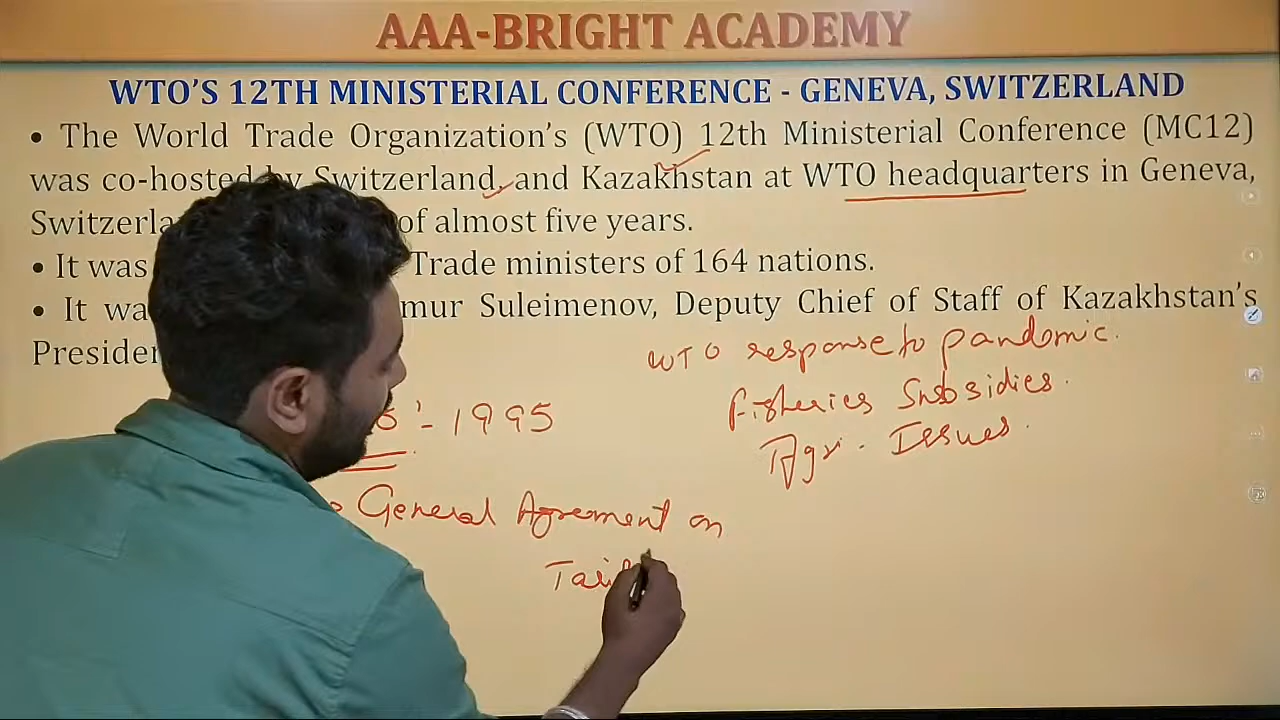 AAA-BRIGHT ACADEMY
WTO'S 12TH MINISTERIAL CONFERENCE - GENEVA, SWITZERLAND
• The World Trade Organization's (WTO) 12th Ministerial Conference (MC12)
was co-hosted by Switzerland, and Kazakhstan at WTO headquarters in Geneva,
of almost five years.
• It was Trade ministers of 164 nations.
• It Suleimenov, Deputy Chief of Staff of Kazakhstan's
WTO response to pandemic.
Fisheries Subsidies.
- 1995
Agri. Issues.
General Agreement on